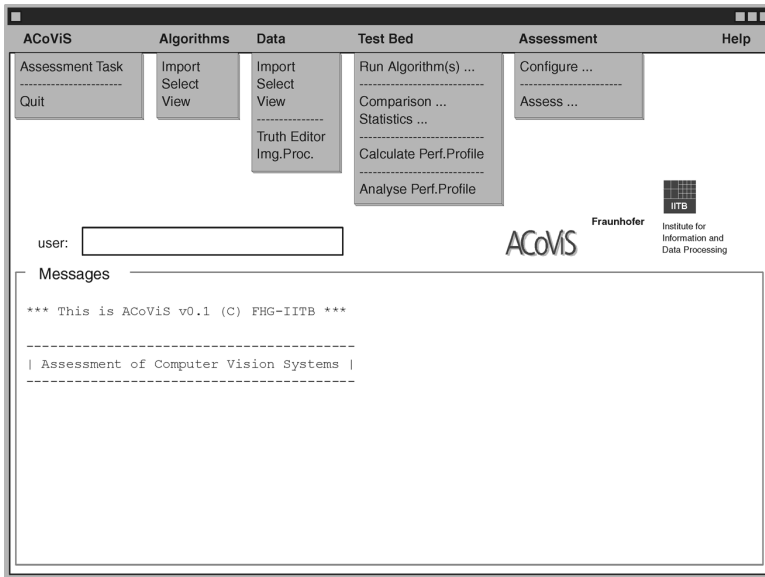 ACoViS Algorithms Data Test Bed Assessment Help
Assessment Task
-----------------------
Quit
Import
Select
View
Import
Select
View
---------------
Truth Editor
Img.Proc.
Run Algorithm(s) ...
----------------------------
Comparison ...
Statistics ...
----------------------------
Calculate Perf.Profile
----------------------------
Analyse Perf.Profile
Configure ...
-----------------------
Assess ...
user:
ACoViS
Fraunhofer
IITB
Institute for
Information and
Data Processing
Messages
*** This is ACoViS v0.1 (C) FHG-IITB ***
-------------------------------------------
| Assessment of Computer Vision Systems |
-------------------------------------------